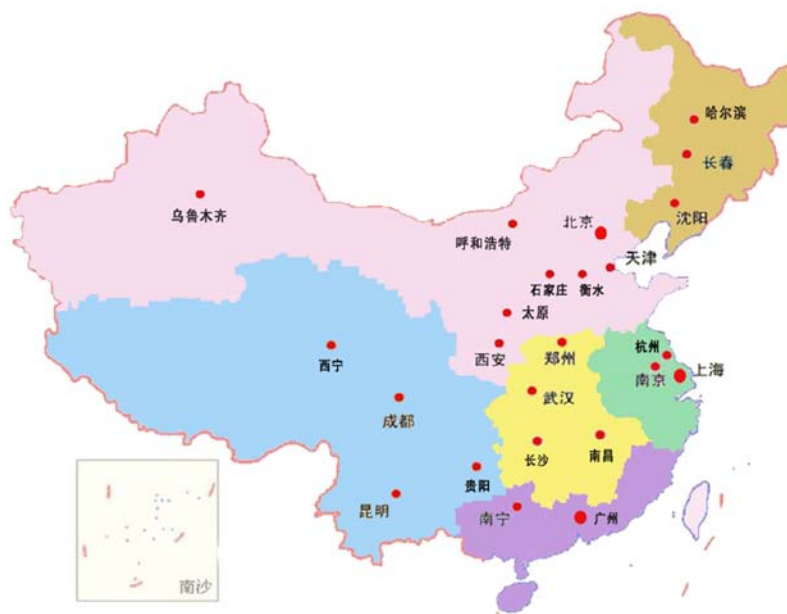 哈尔滨
长春
乌鲁木齐
沈阳
呼和浩特
北京
天津
石家庄
衡水
太原
西宁
西安
郑州
杭州
南京
上海
成都
武汉
长沙
南昌
贵阳
昆明
南宁
广州
南沙